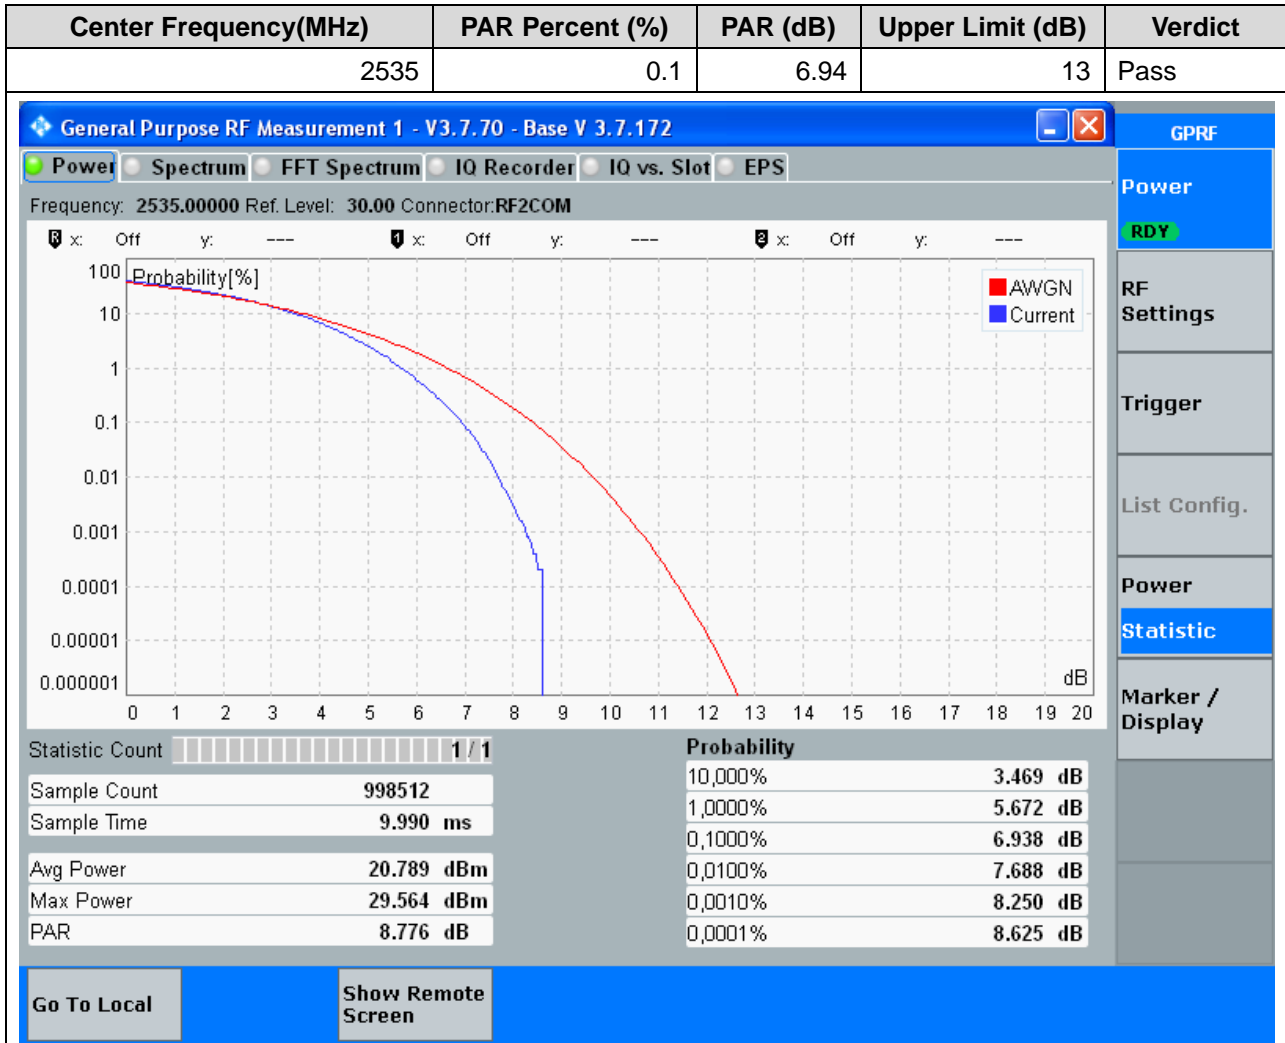 Center Frequency(MHz) PAR Percent (%) PAR (dB) Upper Limit (dB) Verdict
2535 0.1 6.94 13 Pass
General Purpose RF Measurement 1 - V3.7.70 - Base V 3.7.172
GPRF
Power Spectrum FFT Spectrum IQ Recorder IQ vs. Slot EPS
Power
RDY
Frequency: 2535.00000 Ref. Level: 30.00 Connector:RF2COM
R x: Off y: --- 1 x: Off y: --- 2 x: Off y: ---
Probability[%]
100
10
1
0.1
0.01
0.001
0.0001
0.00001
0.000001
AWGN
Current
dB
0 1 2 3 4 5 6 7 8 9 10 11 12 13 14 15 16 17 18 19 20
RF
Settings
Trigger
List Config.
Power
Statistic
Marker /
Display
Statistic Count 1 / 1
Sample Count 998512
Sample Time 9.990 ms
Avg Power 20.789 dBm
Max Power 29.564 dBm
PAR 8.776 dB
Probability
10,000% 3.469 dB
1,0000% 5.672 dB
0,1000% 6.938 dB
0,0100% 7.688 dB
0,0010% 8.250 dB
0,0001% 8.625 dB
Go To Local
Show Remote
Screen